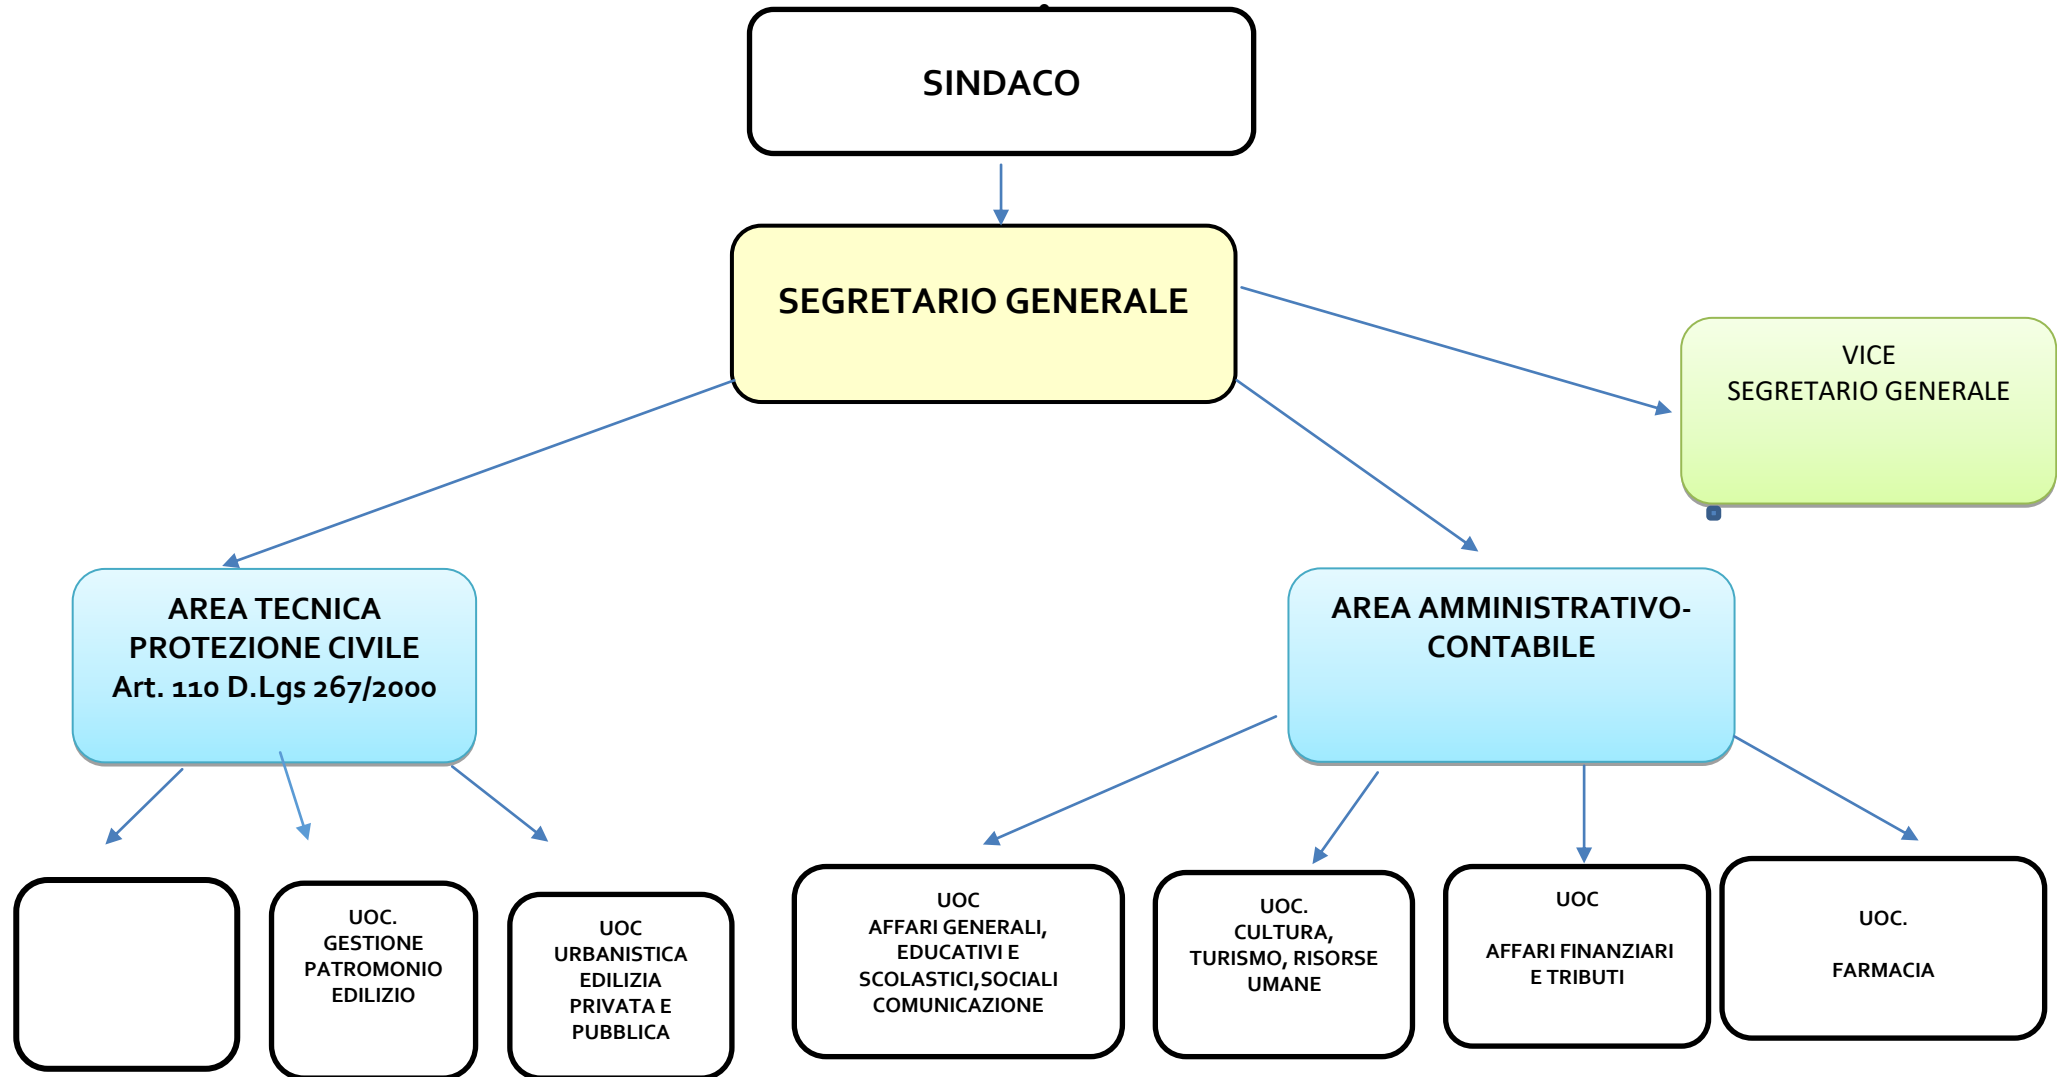 SINDACO
SEGRETARIO GENERALE
VICE
SEGRETARIO GENERALE
AREA TECNICA
PROTEZIONE CIVILE
Art. 110 D.Lgs 267/2000
AREA AMMINISTRATIVO-
CONTABILE
UOC.
GESTIONE
PATROMONIO
EDILIZIO
UOC
URBANISTICA
EDILIZIA
PRIVATA E
PUBBLICA
UOC
AFFARI GENERALI,
EDUCATIVI E
SCOLASTICI,SOCIALI
COMUNICAZIONE
UOC.
CULTURA,
TURISMO, RISORSE
UMANE
UOC
AFFARI FINANZIARI
E TRIBUTI
UOC.
FARMACIA